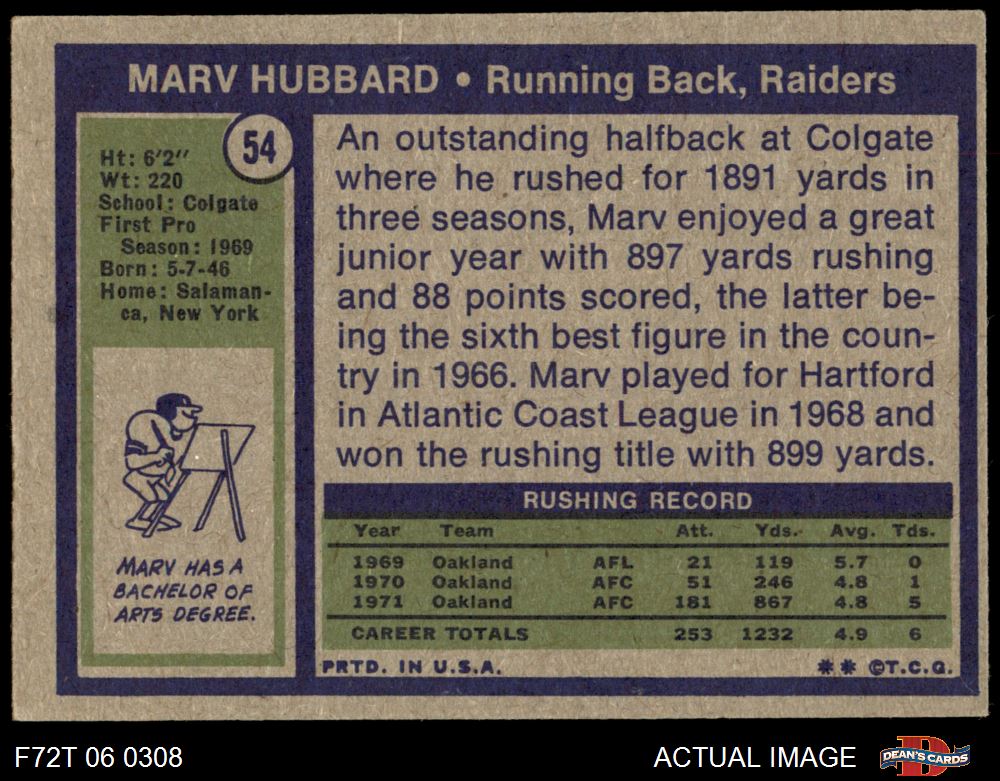 MARV HUBBARD • Running Back, Raiders
54
Ht: 6'2''
Wt: 220
School: Colgate
First Pro
Season: 1969
Born: 5-7-46
Home: Salaman-
ca, New York
MARV HAS A
BACHELOR OF
ARTS DEGREE.
An outstanding halfback at Colgate
where he rushed for 1891 yards in
three seasons, Marv enjoyed a great
junior year with 897 yards rushing
and 88 points scored, the latter be-
ing the sixth best figure in the coun-
try in 1966. Marv played for Hartford
in Atlantic Coast League in 1968 and
won the rushing title with 899 yards.
RUSHING RECORD
Year Team Att. Yds. Avg. Tds.
1969 Oakland AFL 21 119 5.7 0
1970 Oakland AFC 51 246 4.8 1
1971 Oakland AFC 181 867 4.8 5
CAREER TOTALS 253 1232 4.9 6
PRTD. IN U.S.A. ** ©T.C.G.
F72T 06 0308 ACTUAL IMAGE DEAN'S CARDS